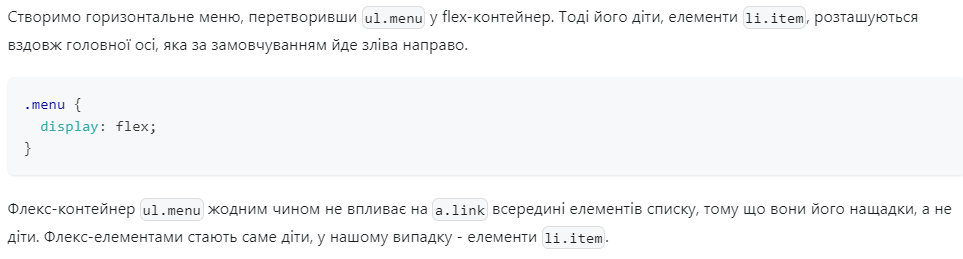 Створимо горизонтальне меню, перетворивши ul.menu у flex-контейнер. Тоді його діти, елементи li.item, розташуються
вздовж головної осі, яка за замовчуванням йде зліва направо.
.menu {
  display: flex;
}
Флекс-контейнер ul.menu жодним чином не впливає на a.link всередині елементів списку, тому що вони його нащадки, а не
діти. Флекс-елементами стають саме діти, у нашому випадку - елементи li.item.